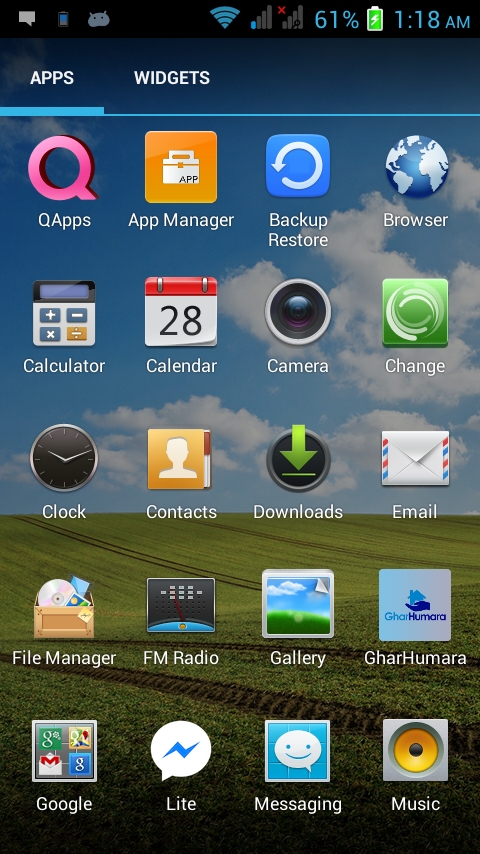 61% 1:18 AM
APPS WIDGETS
APP
QApps App Manager Backup Restore Browser
28
Calculator Calendar Camera Change
Clock Contacts Downloads Email
GharHumara
File Manager FM Radio Gallery GharHumara
Google Lite Messaging Music